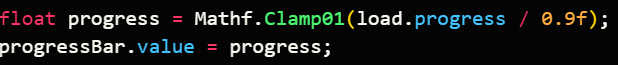 float progress = Mathf.Clamp01(load.progress / 0.9f);
progressBar.value = progress;